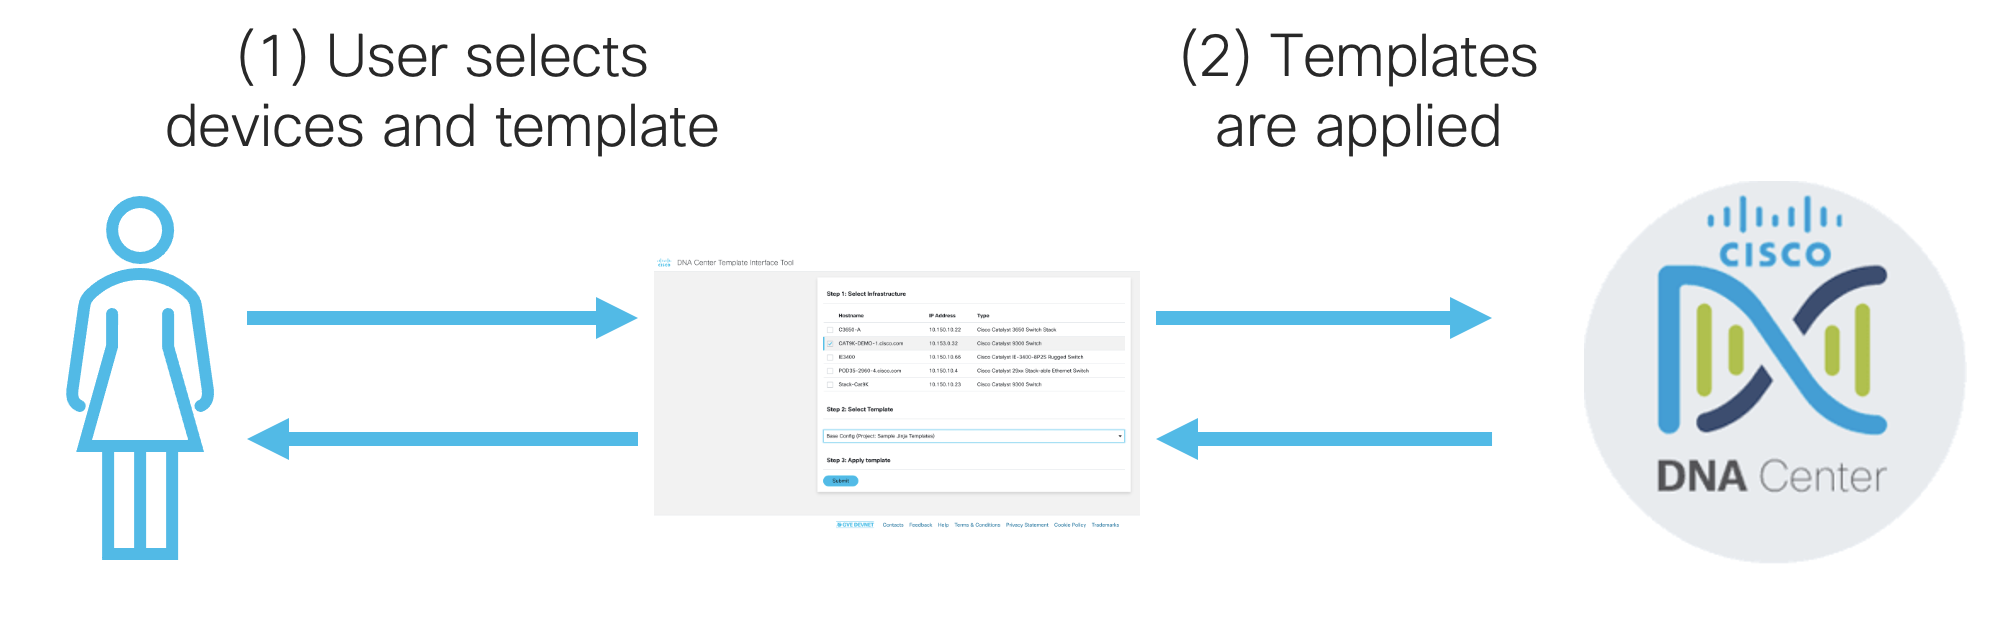 (1) User selects
devices and template
(2) Templates
are applied
CISCO
DNA Center Template Interface Tool
Step 1: Select Infrastructure
Hostname IP Address Type
C3650-A 10.150.10.22 Cisco Catalyst 3650 Switch Stack
CAT9K-DEMO-1.cisco.com 10.153.0.32 Cisco Catalyst 9300 Switch
IE3400 10.150.10.68 Cisco Catalyst IE-3400-8P2S Rugged Switch
POD35-2960-4.cisco.com 10.150.10.4 Cisco Catalyst 29xx Stack-able Ethernet Switch
Stack-Cat9K 10.150.10.23 Cisco Catalyst 9300 Switch
Step 2: Select Template
Base Config (Project: Sample Jinja Templates)
Step 3: Apply template
Submit
GVE DEVNET Contacts Feedback Help Terms & Conditions Privacy Statement Cookie Policy Trademarks
CISCO
DNA Center